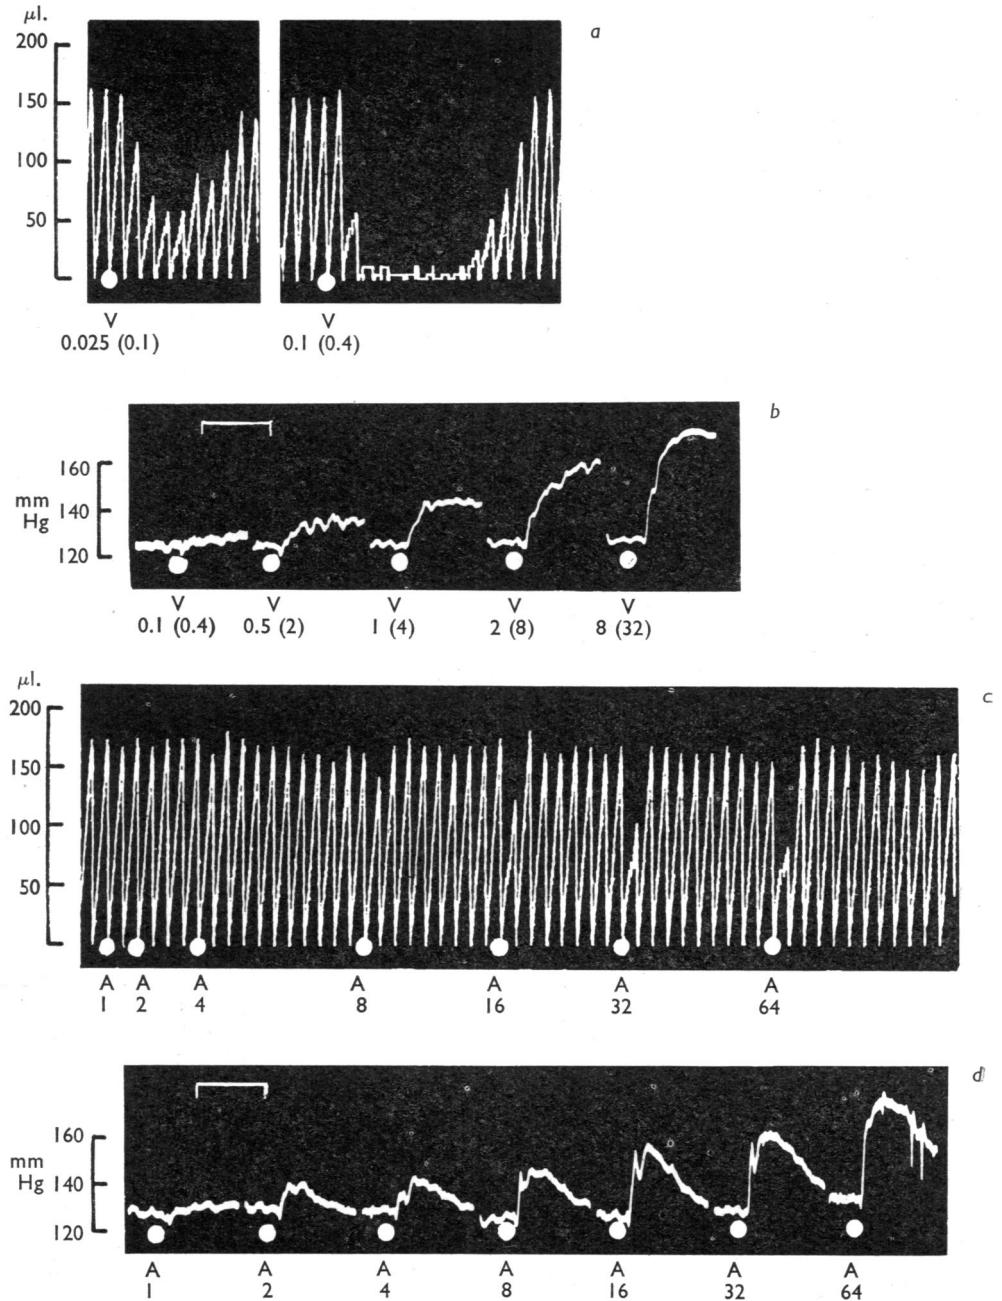 μl.
200
150
100
50
a
V
V
0.025 (0.1)
0.1 (0.4)
b
160
mm
Hg
140
120
V
V
V
V
V
0.1 (0.4)
0.5 (2)
1 (4)
2 (8)
8 (32)
μl.
200
150
100
50
c
A
A
A
A
A
A
A
1
2
4
8
16
32
64
d
160
mm
Hg
140
120
A
A
A
A
A
A
A
1
2
4
8
16
32
64